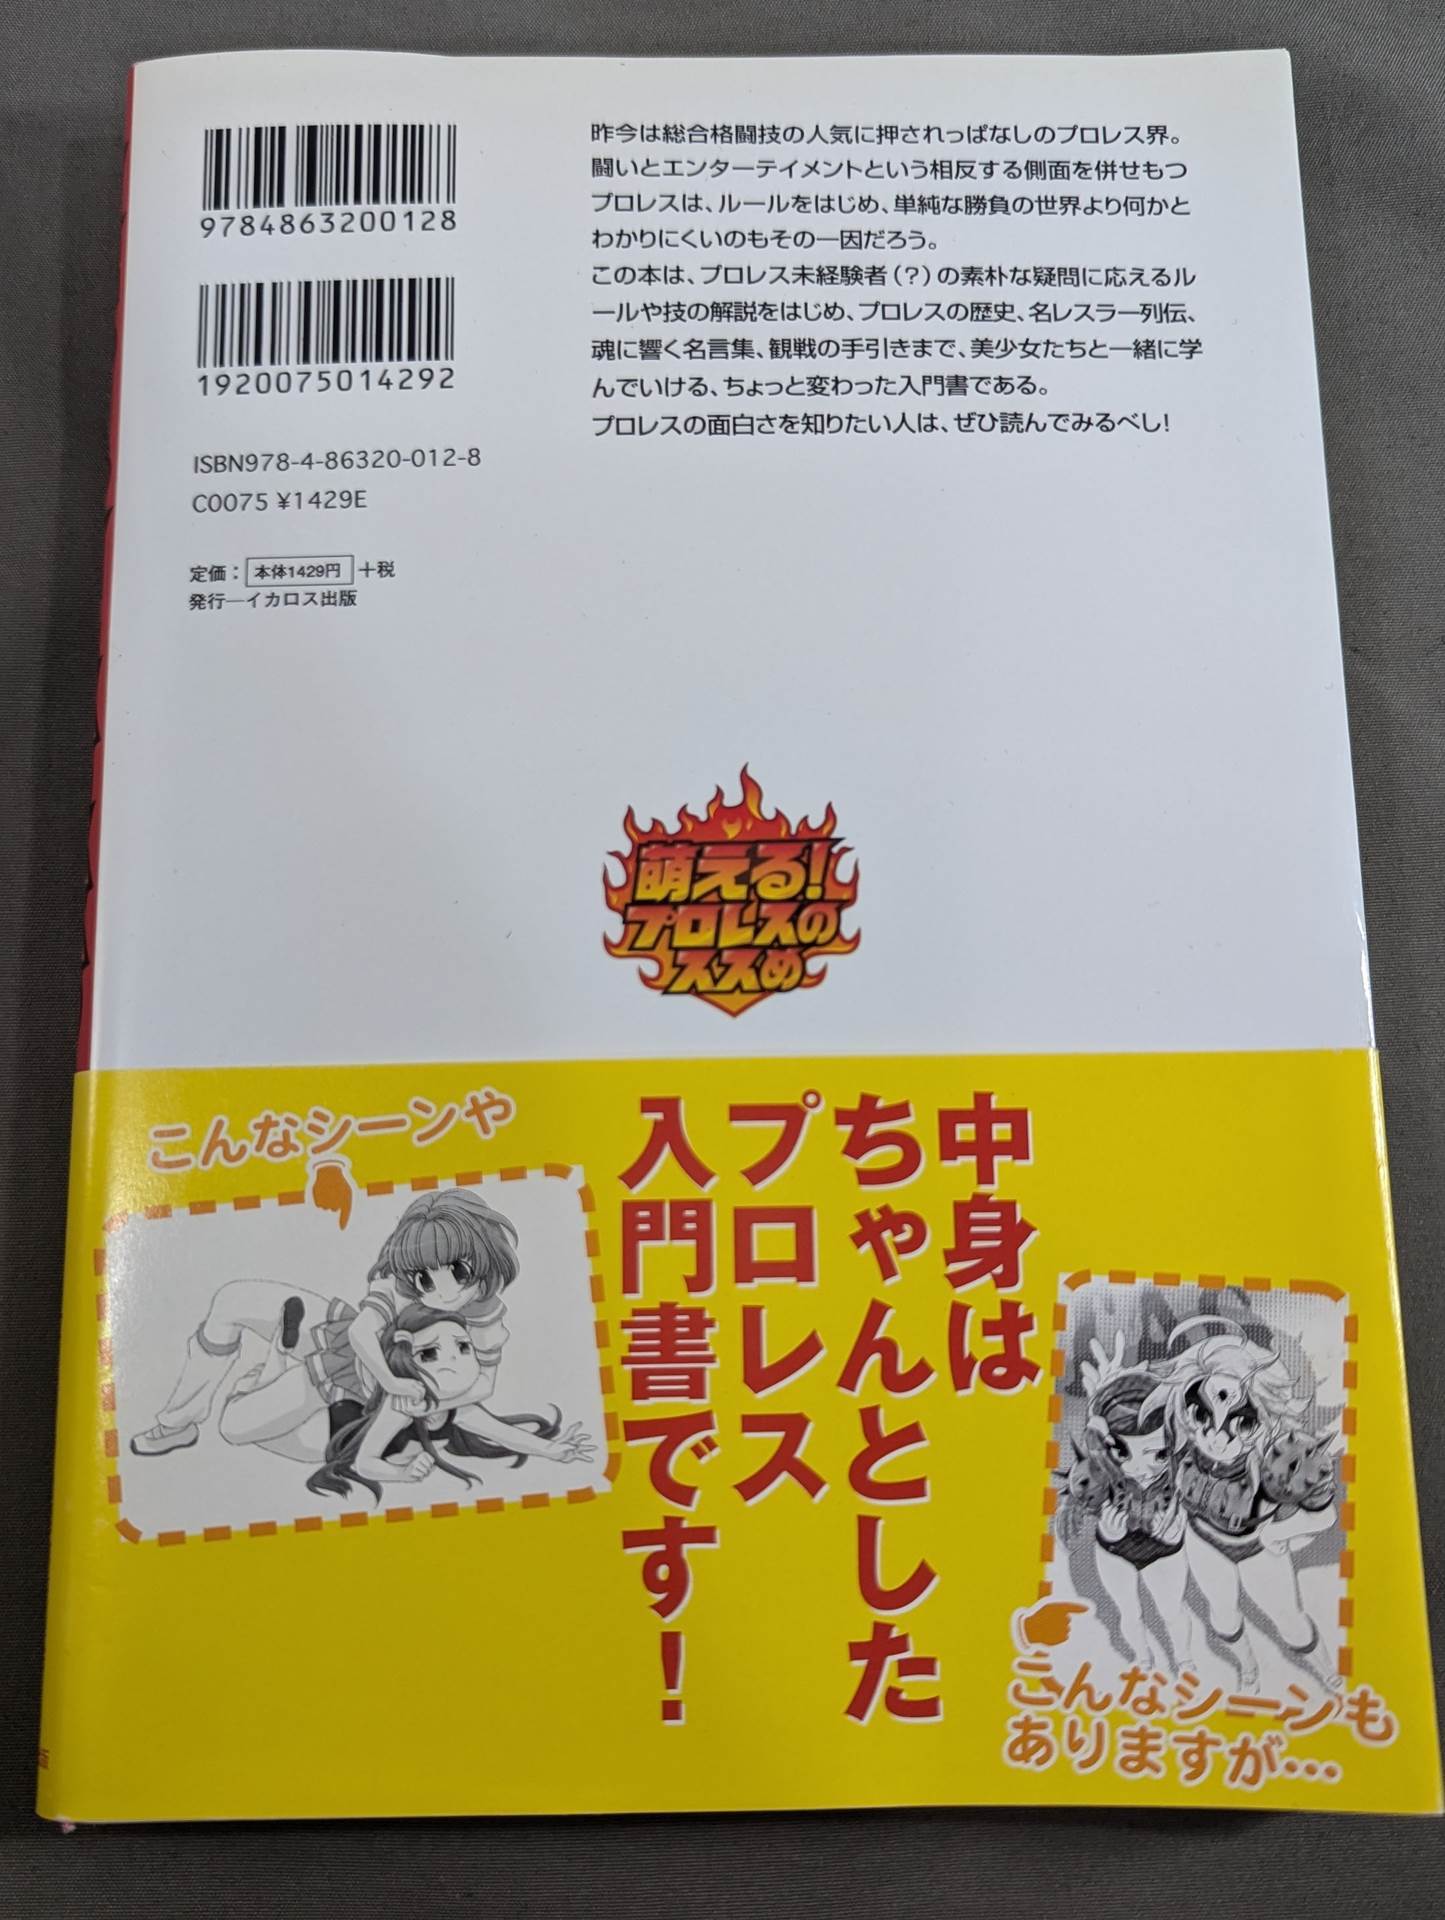 9784863200128
1920075014292
ISBN978-4-86320-012-8
C0075 ¥1429E
定価：本体1429円＋税
発行―イカロス出版
昨今は総合格闘技の人気に押されっぱなしのプロレス界。
闘いとエンターテイメントという相反する側面を併せもつ
プロレスは、ルールをはじめ、単純な勝負の世界より何かと
わかりにくいのもその一因だろう。
この本は、プロレス未経験者（？）の素朴な疑問に応えるル
ールや技の解説をはじめ、プロレスの歴史、名レスラー列伝、
魂に響く名言集、観戦の手引きまで、美少女たちと一緒に学
んでいける、ちょっと変わった入門書である。
プロレスの面白さを知りたい人は、ぜひ読んでみるべし！
萌える！
プロレスの
ススめ
中身は
ちゃんとした
プロレス
入門書です！
こんなシーンや
こんなシーンも
ありますが…